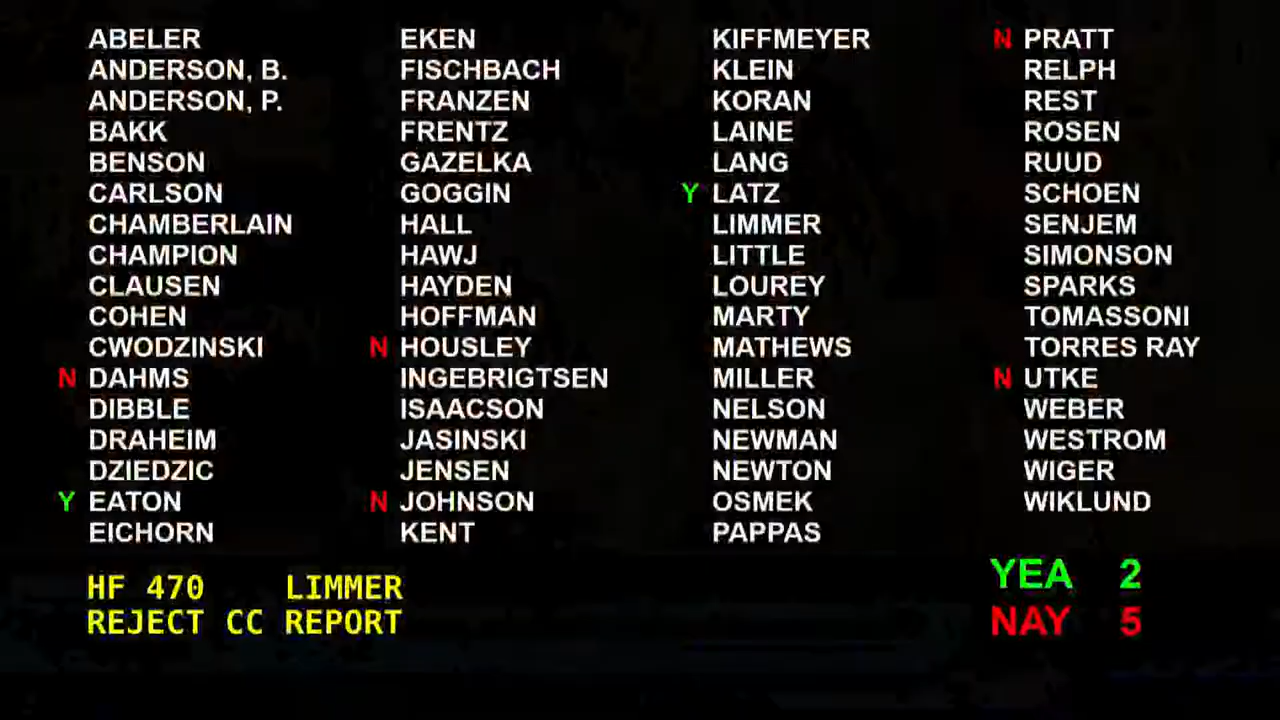 ABELER EKEN KIFFMEYER N PRATT
ANDERSON, B. FISCHBACH KLEIN RELPH
ANDERSON, P. FRANZEN KORAN REST
BAKK FRENTZ LAINE ROSEN
BENSON GAZELKA LANG RUUD
CARLSON GOGGIN Y LATZ SCHOEN
CHAMBERLAIN HALL LIMMER SENJEM
CHAMPION HAWJ LITTLE SIMONSON
CLAUSEN HAYDEN LOUREY SPARKS
COHEN HOFFMAN MARTY TOMASSONI
CWODZINSKI N HOUSLEY MATHEWS TORRES RAY
N DAHMS INGEBRIGTSEN MILLER N UTKE
DIBBLE ISAACSON NELSON WEBER
DRAHEIM JASINSKI NEWMAN WESTROM
DZIEDZIC JENSEN NEWTON WIGER
Y EATON N JOHNSON OSMEK WIKLUND
EICHORN KENT PAPPAS
HF 470 LIMMER YEA 2
REJECT CC REPORT NAY 5